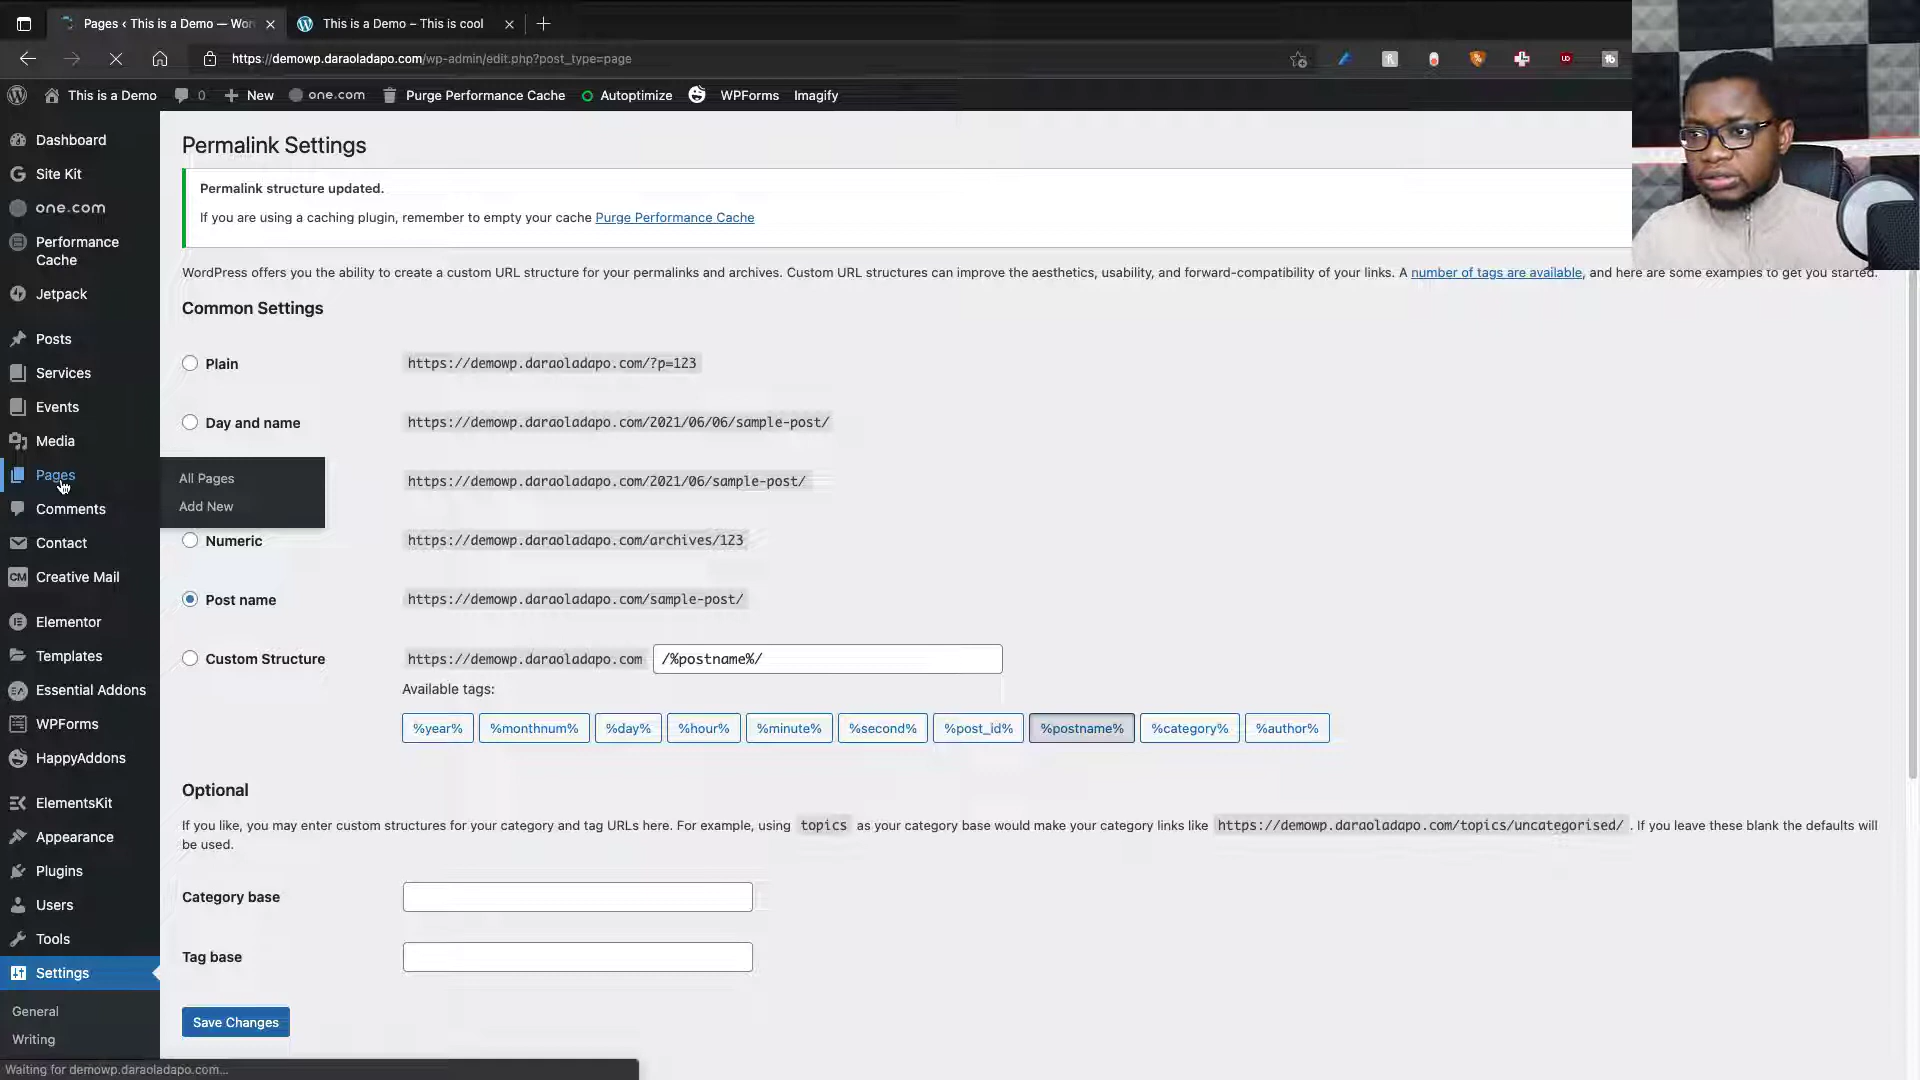 Pages ‹ This is a Demo — Wor
This is a Demo – This is cool
https://demowp.daraoladapo.com/wp-admin/edit.php?post_type=page
This is a Demo
0
New
one.com
Purge Performance Cache
Autoptimize
WPForms
Imagify
Dashboard
Site Kit
one.com
Performance
Cache
Jetpack
Posts
Services
Events
Media
Pages
Comments
Contact
CM Creative Mail
Elementor
Templates
Essential Addons
WPForms
HappyAddons
ElementsKit
Appearance
Plugins
Users
Tools
Settings
General
Writing
All Pages
Add New
Permalink Settings
Permalink structure updated.
If you are using a caching plugin, remember to empty your cache Purge Performance Cache
WordPress offers you the ability to create a custom URL structure for your permalinks and archives. Custom URL structures can improve the aesthetics, usability, and forward-compatibility of your links. A number of tags are available, and here are some examples to get you started.
Common Settings
Plain https://demowp.daraoladapo.com/?p=123
Day and name https://demowp.daraoladapo.com/2021/06/06/sample-post/
https://demowp.daraoladapo.com/2021/06/sample-post/
Numeric https://demowp.daraoladapo.com/archives/123
Post name https://demowp.daraoladapo.com/sample-post/
Custom Structure https://demowp.daraoladapo.com /%postname%/
Available tags:
%year% %monthnum% %day% %hour% %minute% %second% %post_id% %postname% %category% %author%
Optional
If you like, you may enter custom structures for your category and tag URLs here. For example, using topics as your category base would make your category links like https://demowp.daraoladapo.com/topics/uncategorised/ . If you leave these blank the defaults will
be used.
Category base
Tag base
Save Changes
Waiting for demowp.daraoladapo.com...